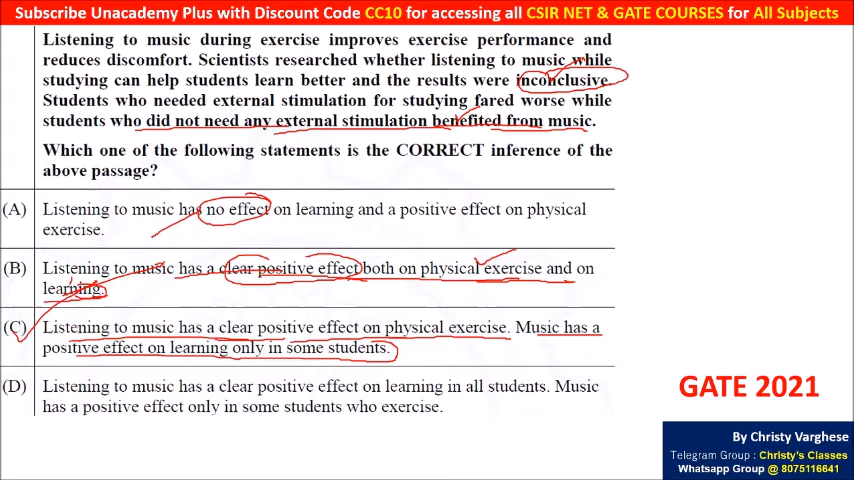 Subscribe Unacademy Plus with Discount Code CC10 for accessing all CSIR NET & GATE COURSES for All Subjects
Listening to music during exercise improves exercise performance and
reduces discomfort. Scientists researched whether listening to music while
studying can help students learn better and the results were inconclusive.
Students who needed external stimulation for studying fared worse while
students who did not need any external stimulation benefited from music.
Which one of the following statements is the CORRECT inference of the
above passage?
(A) Listening to music has no effect on learning and a positive effect on physical
exercise.
(B) Listening to music has a clear positive effect both on physical exercise and on
learning.
(C) Listening to music has a clear positive effect on physical exercise. Music has a
positive effect on learning only in some students.
(D) Listening to music has a clear positive effect on learning in all students. Music
has a positive effect only in some students who exercise.
GATE 2021
By Christy Varghese
Telegram Group : Christy's Classes
Whatsapp Group @ 8075116641